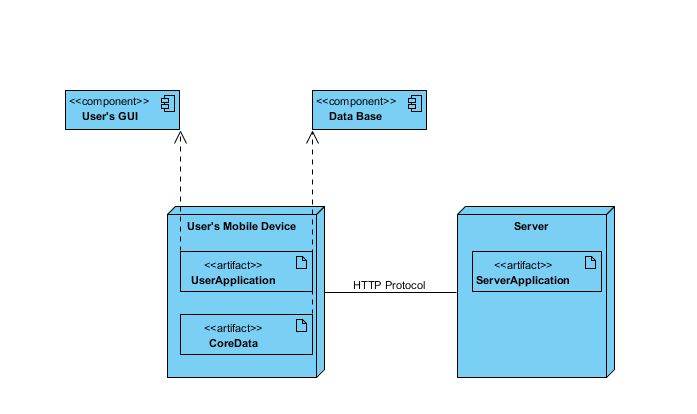 <<component>>
User's GUI
<<component>>
Data Base
User's Mobile Device
Server
<<artifact>>
UserApplication
<<artifact>>
ServerApplication
HTTP Protocol
<<artifact>>
CoreData